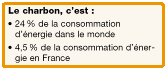 Le charbon, c'est :
• 24 % de la consommation
d'énergie dans le monde
• 4,5 % de la consommation d'éner-
gie en France